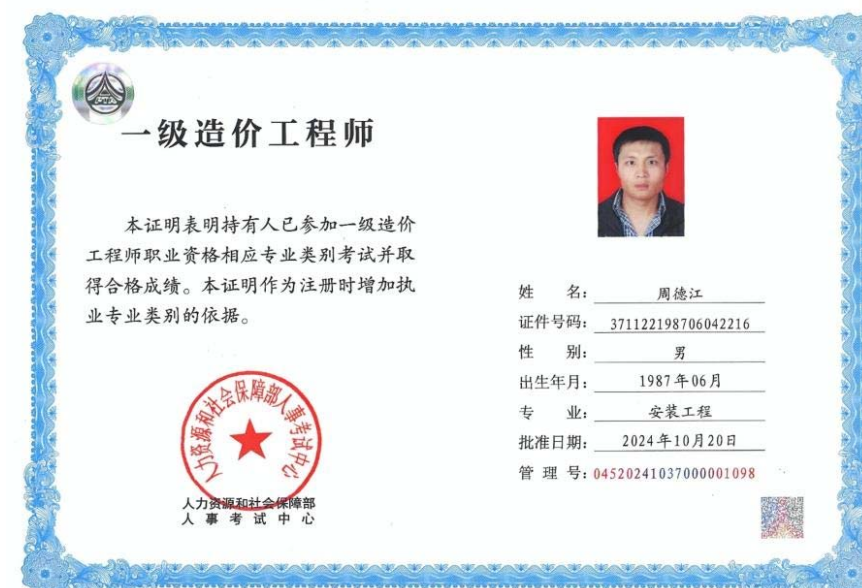 一级造价工程师
本证明表明持有人已参加一级造价
工程师职业资格相应专业类别考试并取
得合格成绩。本证明作为注册时增加执
业专业类别的依据。
人力资源和社会保障部人事考试中心
人力资源和社会保障部
人事考试中心
姓 名：周德江
证件号码：371122198706042216
性 别：男
出生年月：1987年06月
专 业：安装工程
批准日期：2024年10月20日
管 理 号：04520241037000001098